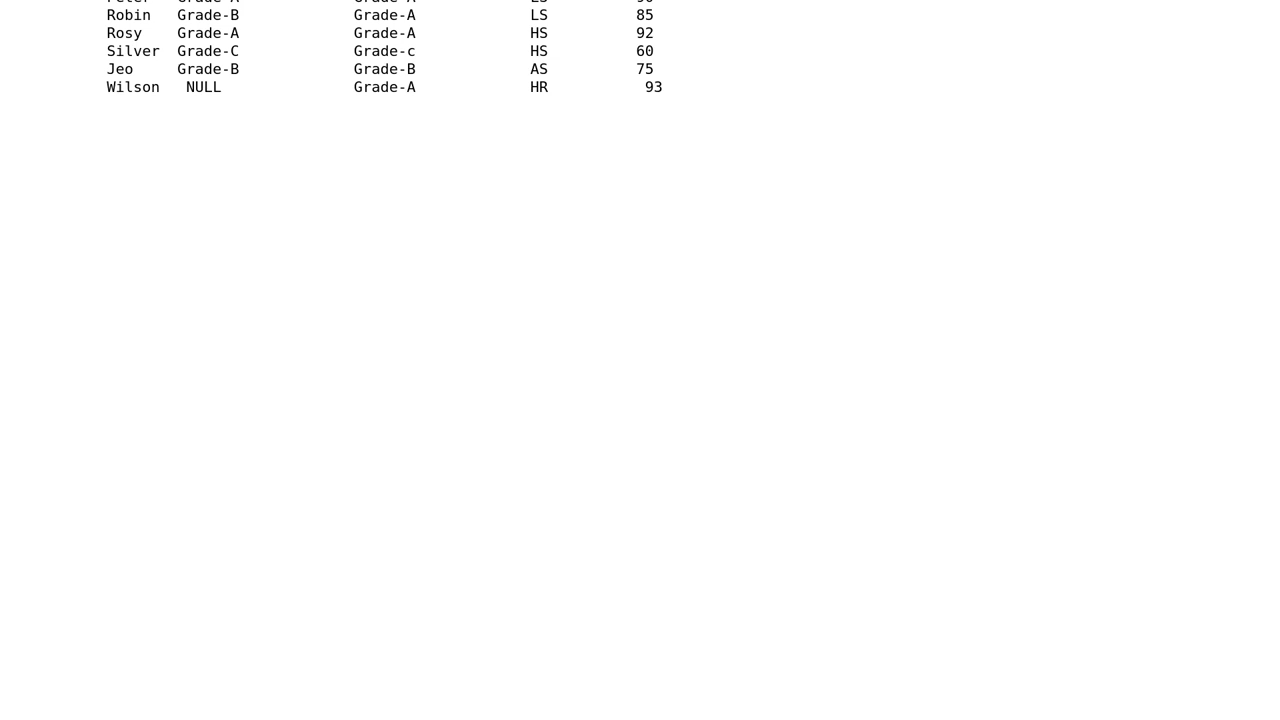 Robin   Grade-B             Grade-A             LS          85
Rosy    Grade-A             Grade-A             HS          92
Silver  Grade-C             Grade-c             HS          60
Jeo     Grade-B             Grade-B             AS          75
Wilson   NULL               Grade-A             HR           93